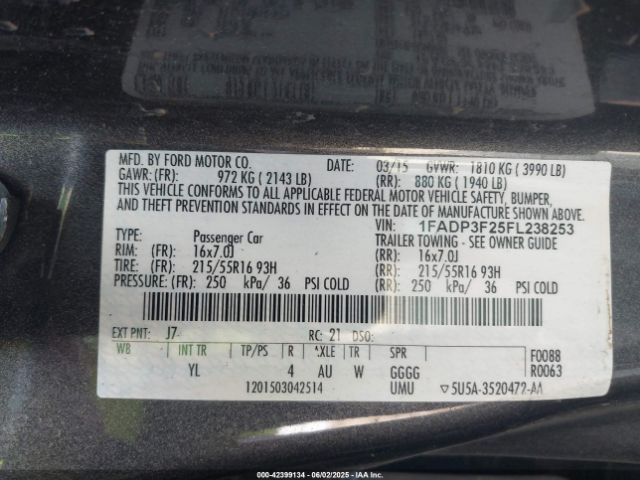 MFD. BY FORD MOTOR CO. DATE: 03/15 GVWR: 1810 KG ( 3990 LB)
GAWR: (FR): 972 KG ( 2143 LB) (RR): 880 KG ( 1940 LB)
THIS VEHICLE CONFORMS TO ALL APPLICABLE FEDERAL MOTOR VEHICLE SAFETY, BUMPER,
AND THEFT PREVENTION STANDARDS IN EFFECT ON THE DATE OF MANUFACTURE SHOWN ABOVE.
VIN: 1FADP3F25FL238253
TYPE: Passenger Car TRAILER TOWING - SEE OWNER GUIDE
RIM: (FR): 16x7.0J (RR): 16x7.0J
TIRE: (FR): 215/55R16 93H (RR): 215/55R16 93H
PRESSURE: (FR): 250 kPa/ 36 PSI COLD (RR): 250 kPa/ 36 PSI COLD
EXT PNT: J7 RC: 21 DSO:
WB INT TR TP/PS R AXLE TR SPR F0088
YL 4 AU W GGGG R0063
1201503042514 UMU ▽5U5A-3520472-AA
000-42399134 - 06/02/2025 - IAA Inc.